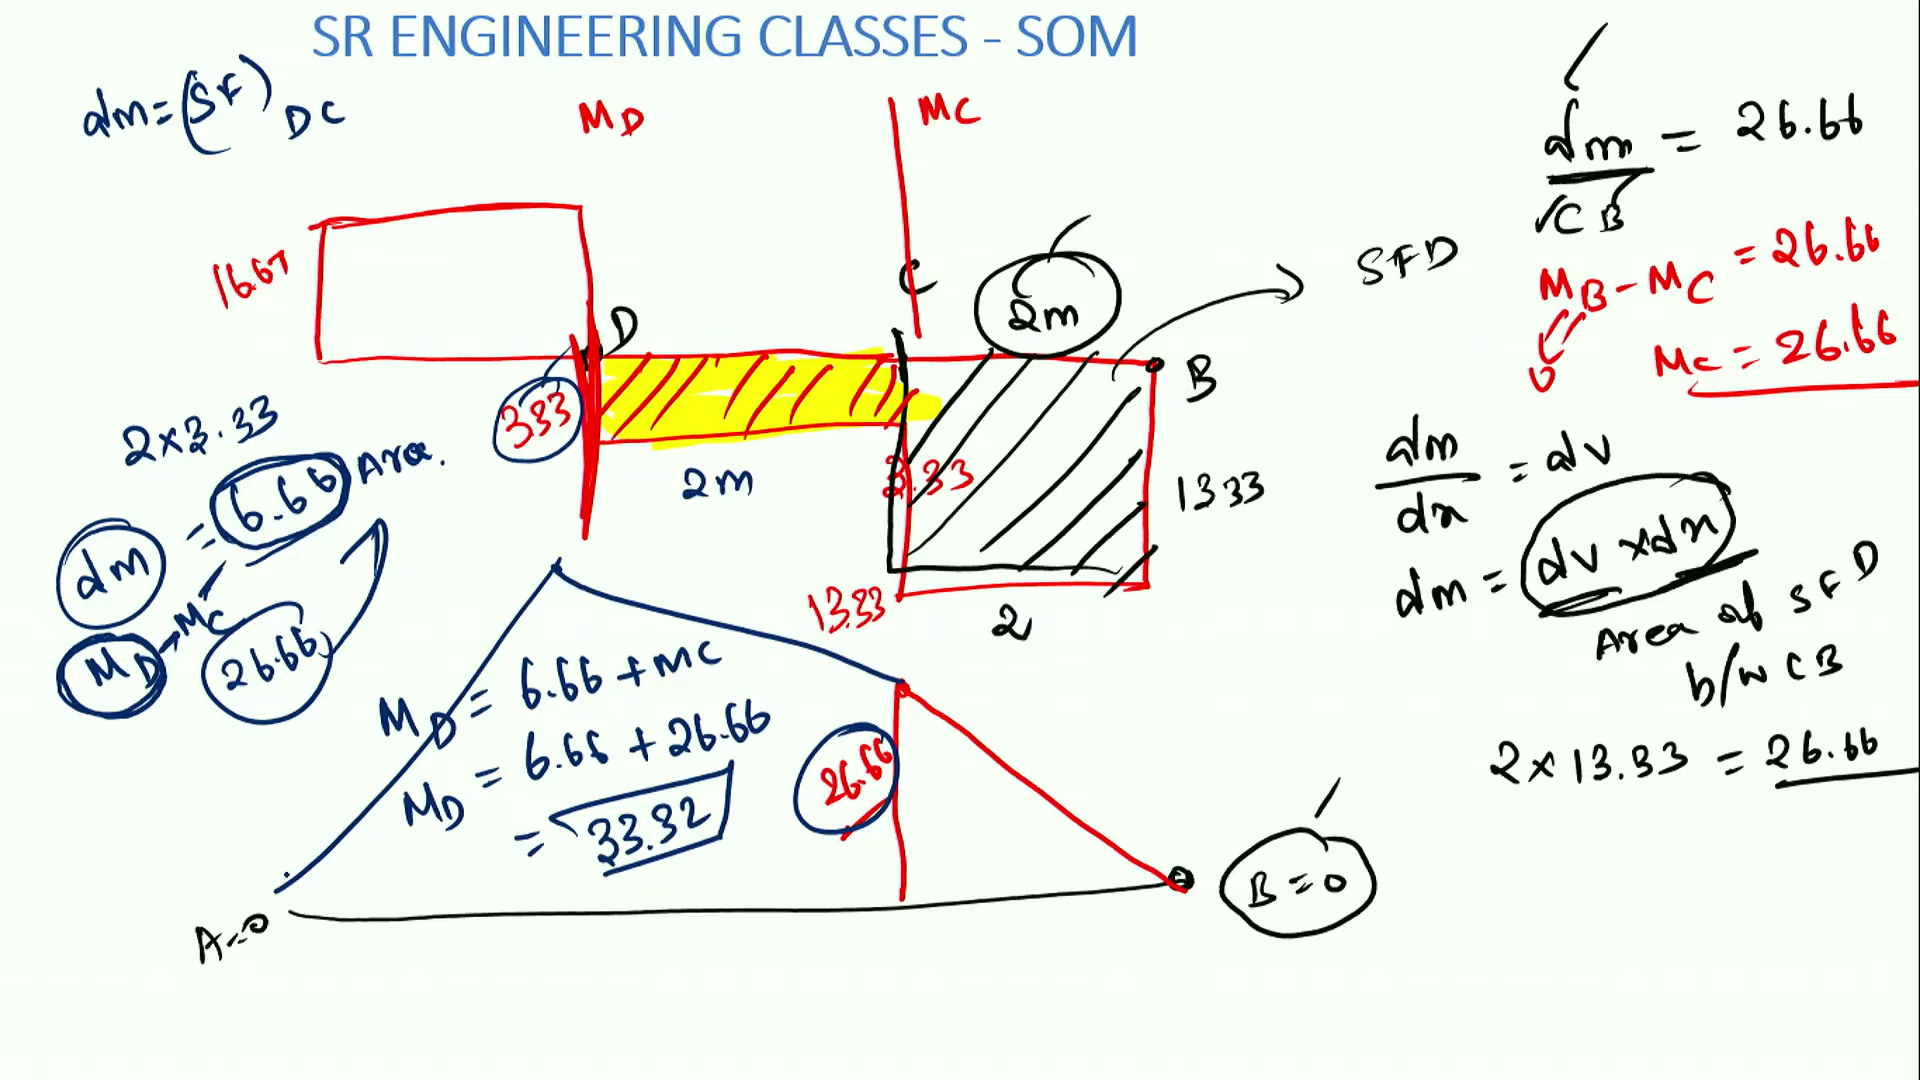 SR ENGINEERING CLASSES - SOM
dm = (SF) DC
MD
MC
dm = 26.66
CB
16.67
C
2m
SFD
MB - MC = 26.66
0
MC = 26.66
D
B
3.33
2 × 3.33
dm = 6.66 Area.
MD - MC
26.66
2m
3.33
13.33
13.33
2
dm/dx = dv
dm = dv × dx
Area of SFD
b/w CB
2 × 13.33 = 26.66
MD = 6.66 + MC
MD = 6.66 + 26.66
= 33.32
26.66
A=0
B = 0